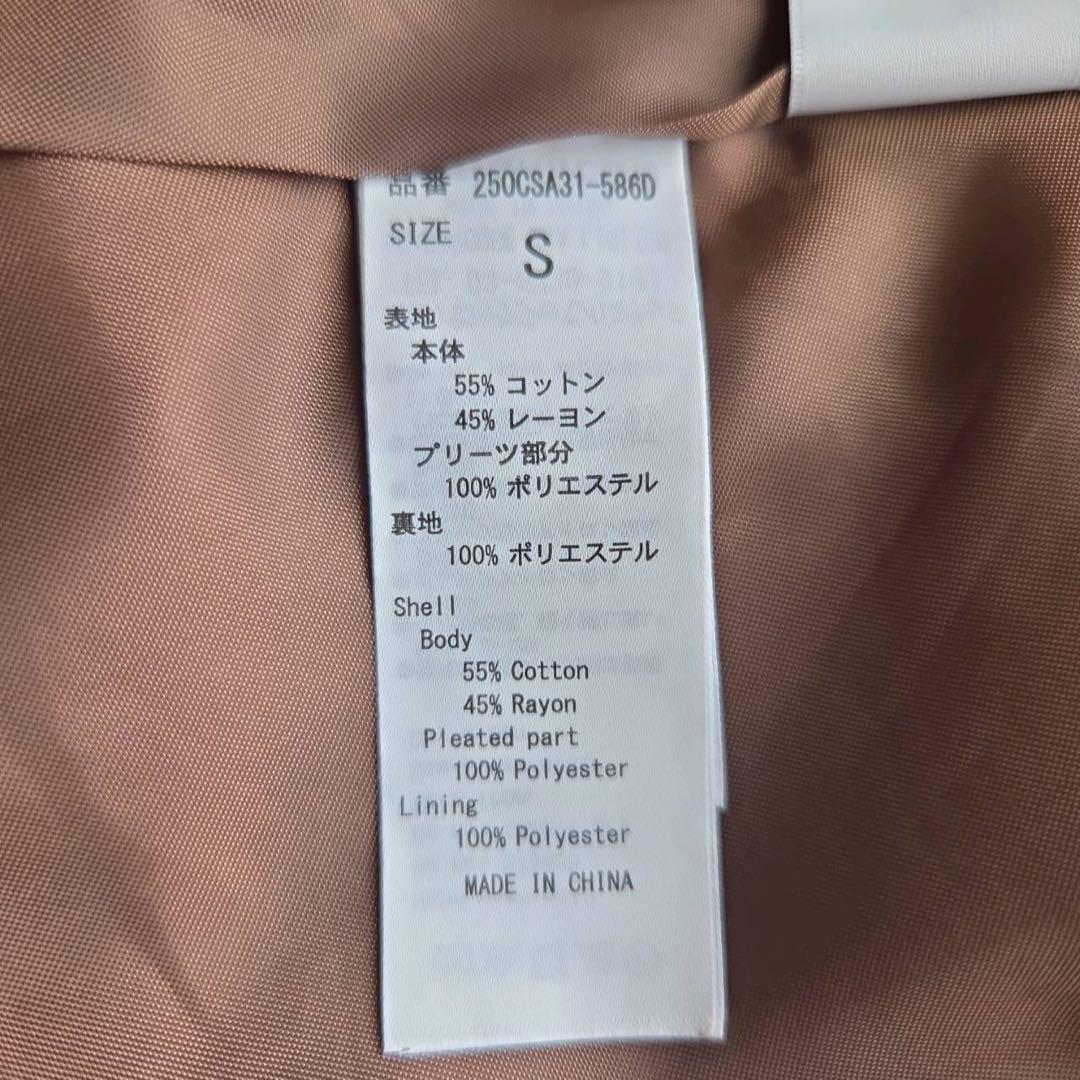 品番 250CSA31-586D
SIZE S
表地
本体
55% コットン
45% レーヨン
プリーツ部分
100% ポリエステル
裏地
100% ポリエステル
Shell
Body
55% Cotton
45% Rayon
Pleated part
100% Polyester
Lining
100% Polyester
MADE IN CHINA